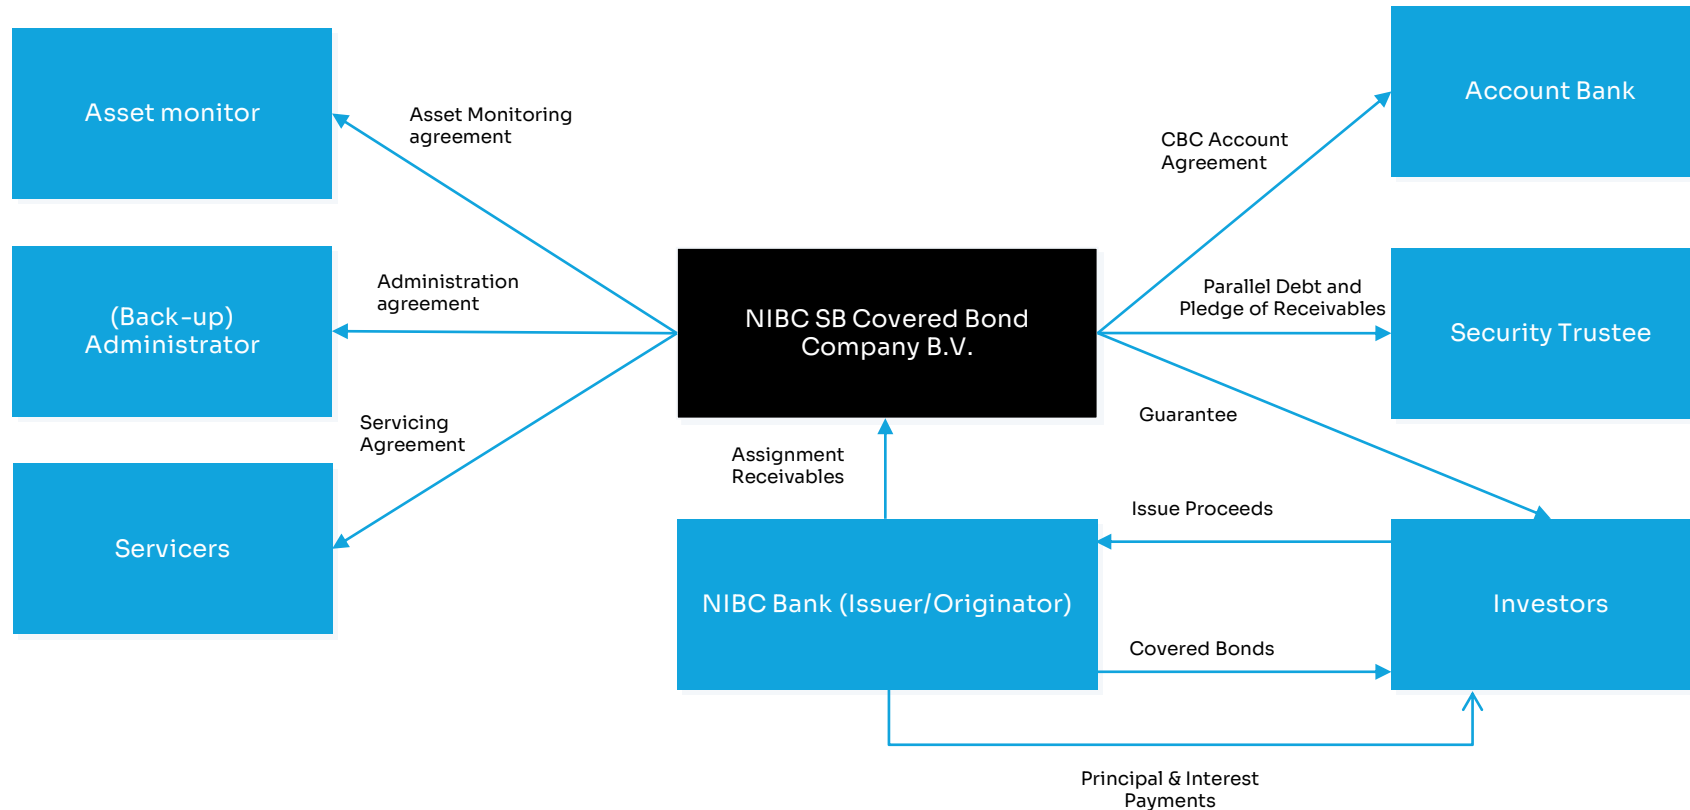 Asset monitor
Asset Monitoring
agreement
CBC Account
Agreement
Account Bank
(Back-up)
Administrator
Administration
agreement
NIBC SB Covered Bond
Company B.V.
Parallel Debt and
Pledge of Receivables
Security Trustee
Servicing
Agreement
Guarantee
Assignment
Receivables
Servicers
Issue Proceeds
NIBC Bank (Issuer/Originator)
Investors
Covered Bonds
Principal & Interest
Payments